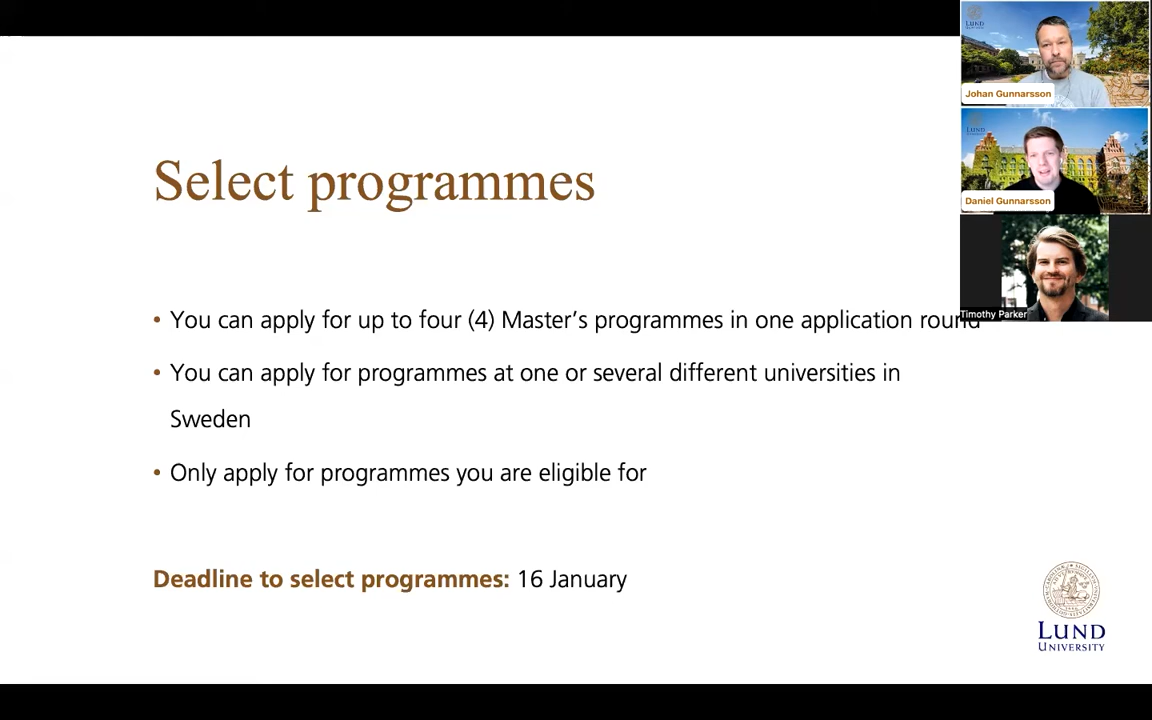 Select programmes
• You can apply for up to four (4) Master's programmes in one application round
• You can apply for programmes at one or several different universities in
Sweden
• Only apply for programmes you are eligible for
Deadline to select programmes: 16 January
LUND
UNIVERSITY
LUND
Johan Gunnarsson
LUND
Daniel Gunnarsson
Timothy Parker